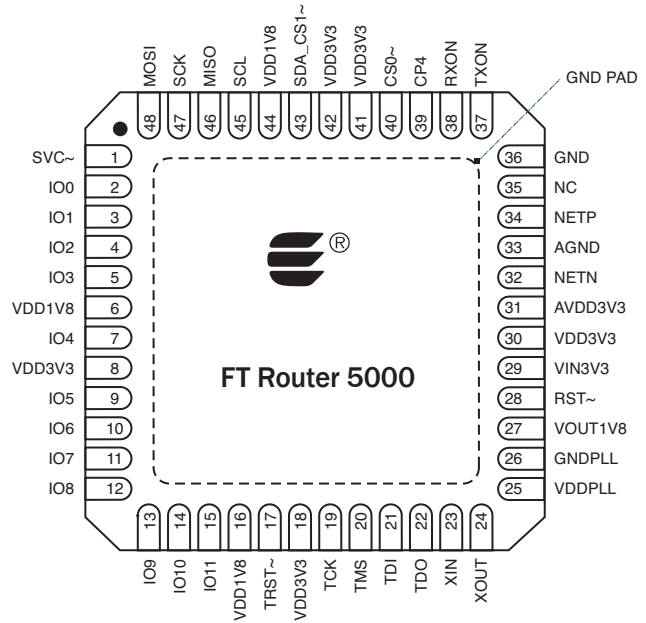 MOSI
SCK
MISO
SCL
VDD1V8
SDA_CS1~
VDD3V3
VDD3V3
CS0~
CP4
RXON
TXON
GND PAD
48
47
46
45
44
43
42
41
40
39
38
37
SVC~ 1
IO0 2
IO1 3
IO2 4
IO3 5
VDD1V8 6
IO4 7
VDD3V3 8
IO5 9
IO6 10
IO7 11
IO8 12
®
FT Router 5000
36 GND
35 NC
34 NETP
33 AGND
32 NETN
31 AVDD3V3
30 VDD3V3
29 VIN3V3
28 RST~
27 VOUT1V8
26 GNDPLL
25 VDDPLL
13
14
15
16
17
18
19
20
21
22
23
24
IO9
IO10
IO11
VDD1V8
TRST~
VDD3V3
TCK
TMS
TDI
TDO
XIN
XOUT